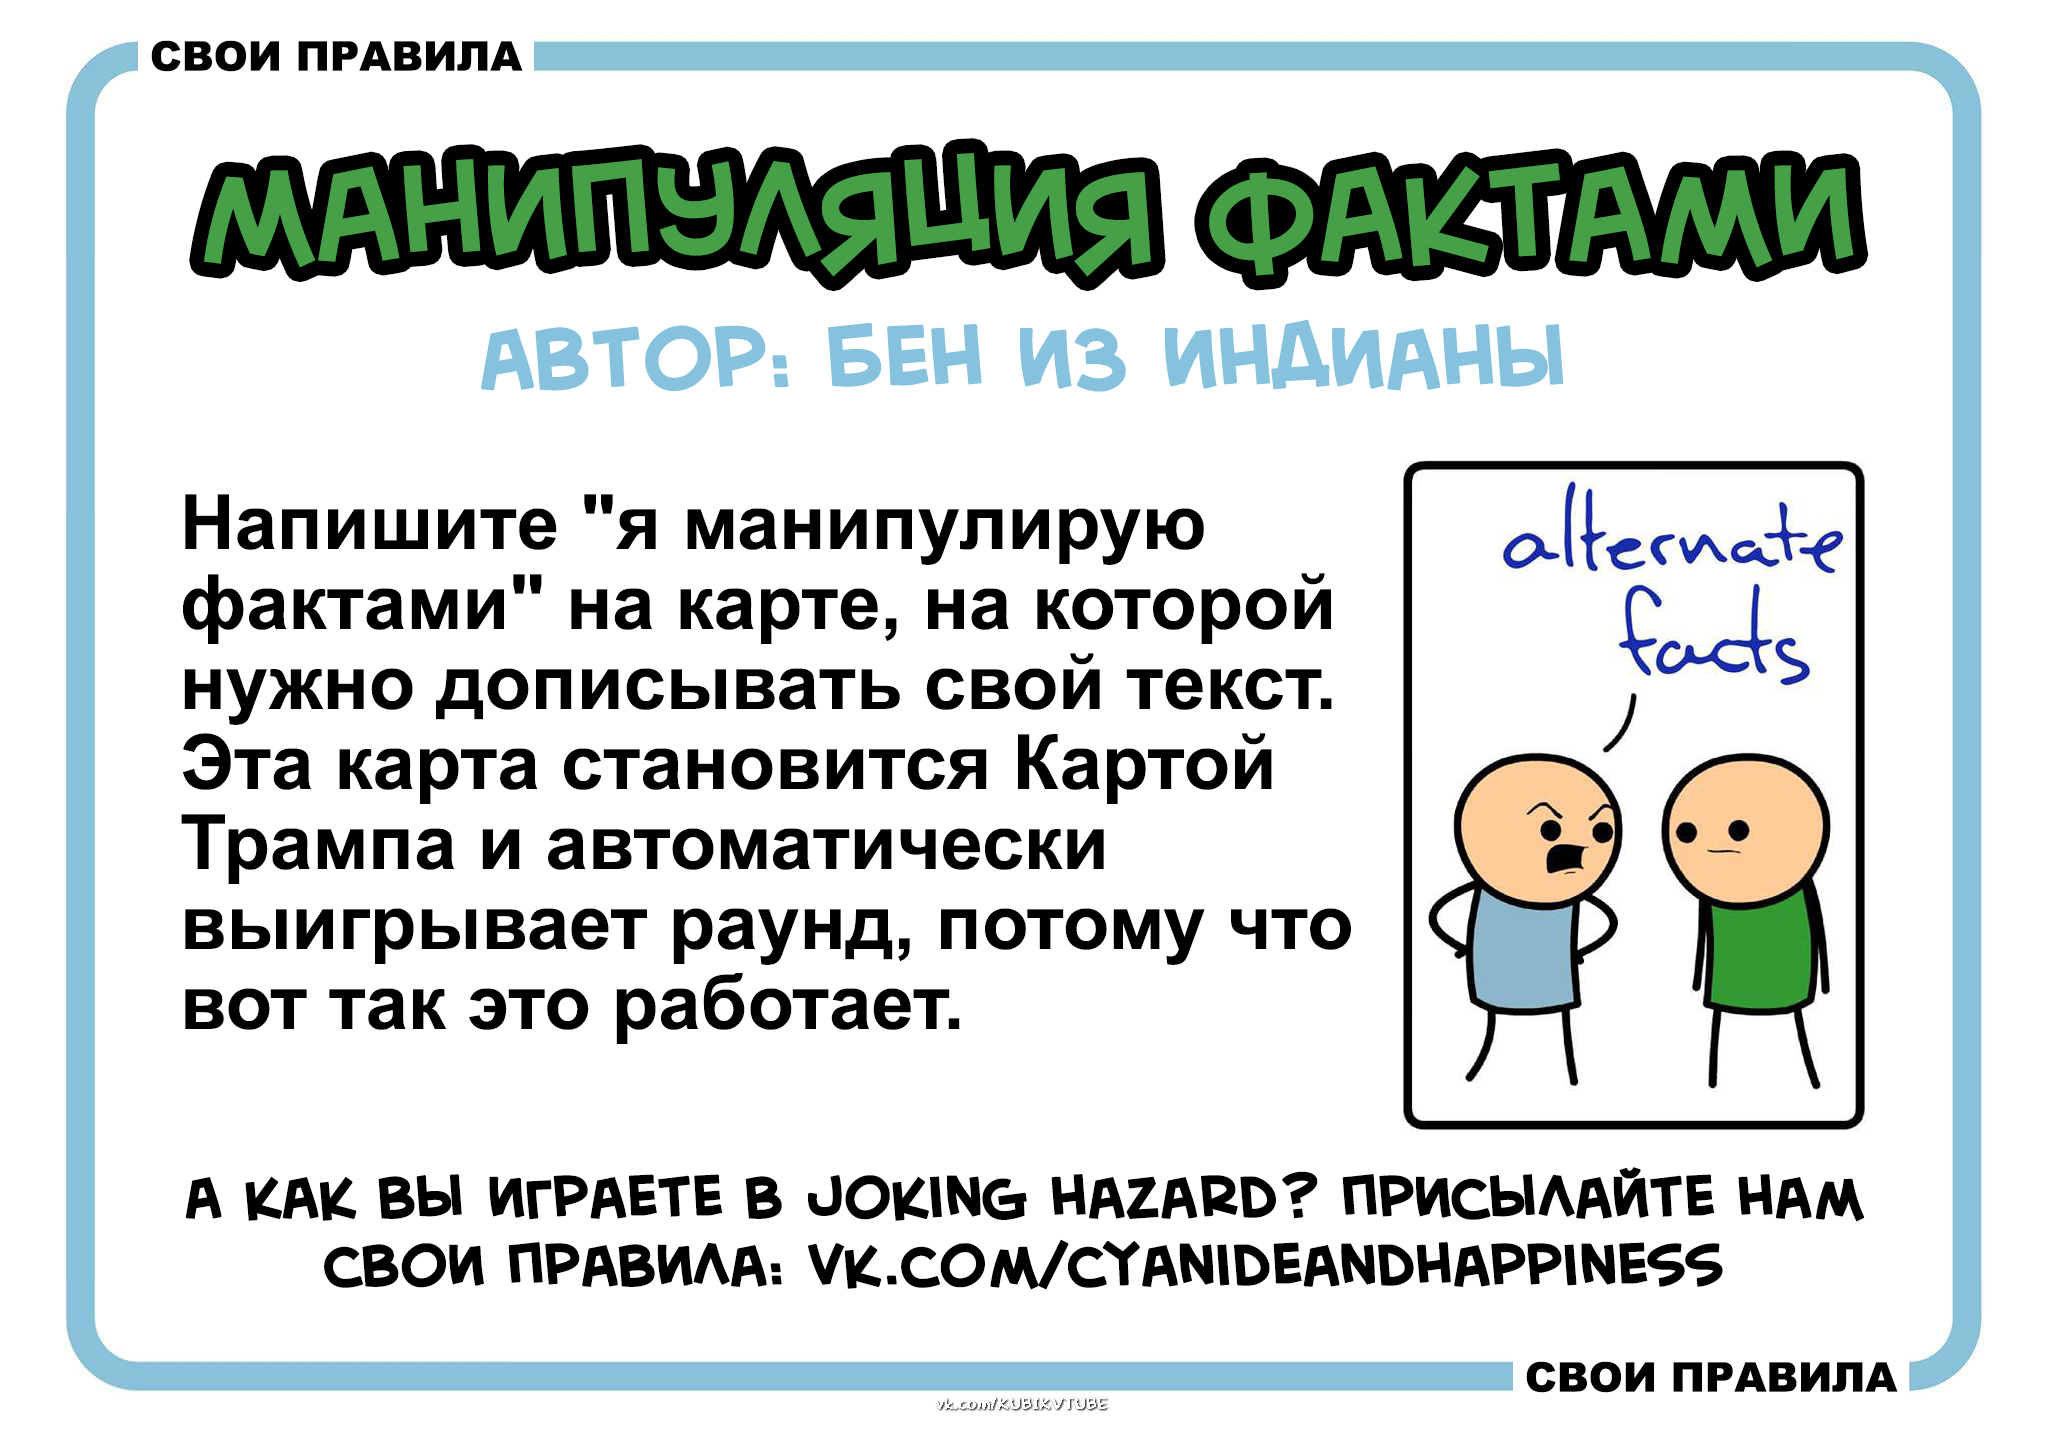 СВОИ ПРАВИЛА
МАНИПУЛЯЦИЯ ФАКТАМИ
АВТОР: БЕН ИЗ ИНДИАНЫ
Напишите "я манипулирую
фактами" на карте, на которой
нужно дописывать свой текст.
Эта карта становится Картой
Трампа и автоматически
выигрывает раунд, потому что
вот так это работает.
alternate
facts
А КАК ВЫ ИГРАЕТЕ В JOKING HAZARD? ПРИСЫЛАЙТЕ НАМ
СВОИ ПРАВИЛА: VK.COM/CYANIDEANDHAPPINESS
СВОИ ПРАВИЛА
vk.com/KUBIKVTUBE